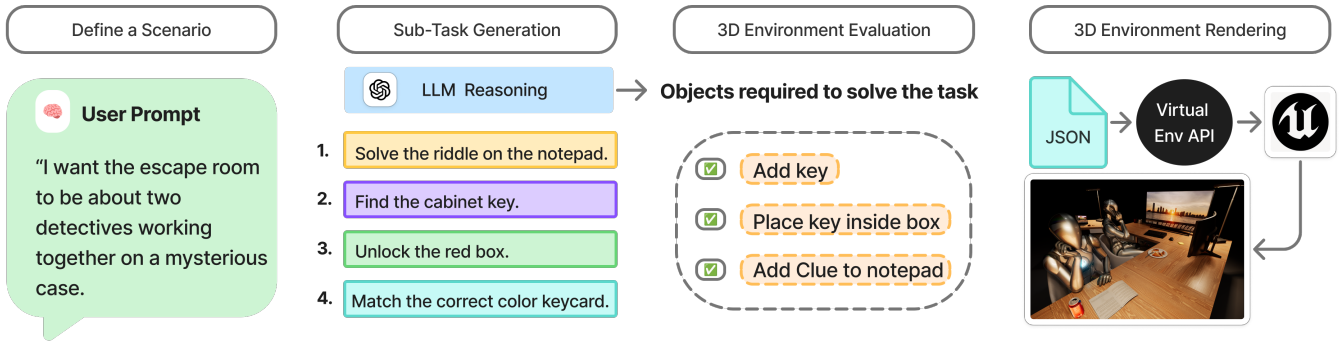 Define a Scenario
Sub-Task Generation
3D Environment Evaluation
3D Environment Rendering
User Prompt
“I want the escape room
to be about two
detectives working
together on a mysterious
case.
LLM Reasoning
1. Solve the riddle on the notepad.
2. Find the cabinet key.
3. Unlock the red box.
4. Match the correct color keycard.
Objects required to solve the task
Add key
Place key inside box
Add Clue to notepad
JSON
Virtual
Env API